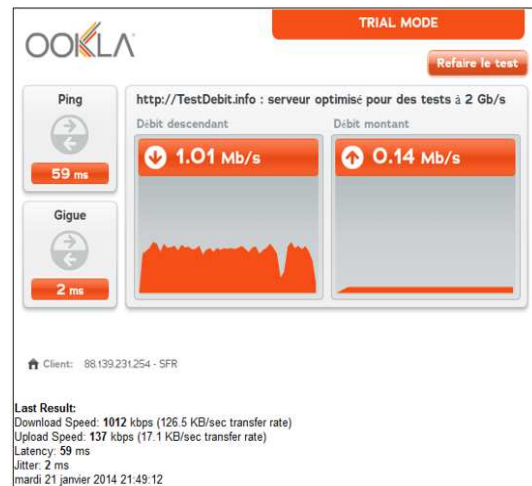 OOKLA
TRIAL MODE
Refaire le test
Ping
59 ms
Gigue
2 ms
http://TestDebit.info : serveur optimisé pour des tests à 2 Gb/s
Débit descendant
1.01 Mb/s
Débit montant
0.14 Mb/s
Client: 88.139.231.254 - SFR
Last Result:
Download Speed: 1012 kbps (126.5 KB/sec transfer rate)
Upload Speed: 137 kbps (17.1 KB/sec transfer rate)
Latency: 59 ms
Jitter: 2 ms
mardi 21 janvier 2014 21:49:12